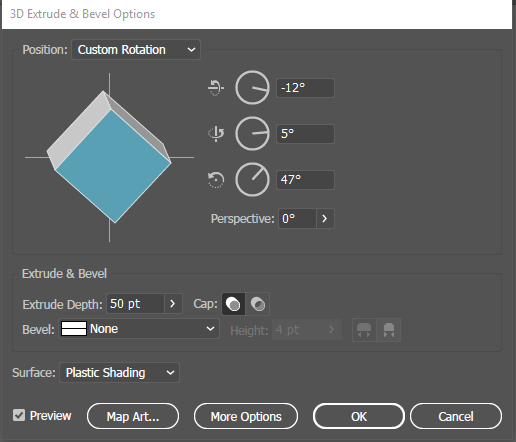 3D Extrude & Bevel Options
Position: Custom Rotation
-12°
5°
47°
Perspective: 0°
Extrude & Bevel
Extrude Depth: 50 pt Cap:
Bevel: None Height: 4 pt
Surface: Plastic Shading
Preview Map Art... More Options OK Cancel